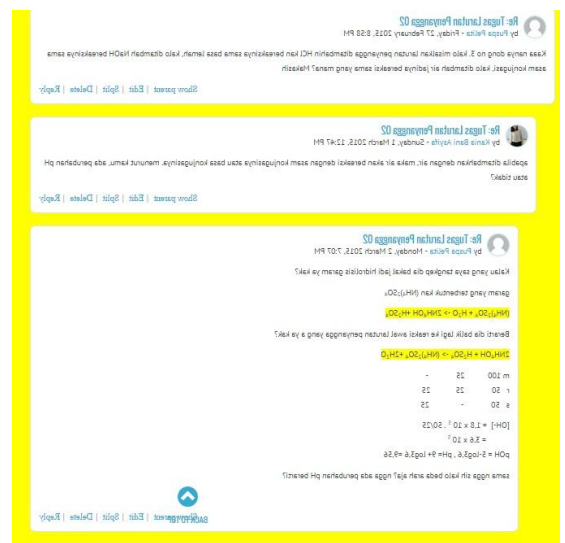 Re: Tugas Larutan Penyangga 02
by Puspa Pelita - Friday, 27 February 2015, 8:58 PM
Kaaa nanya dong no 3. kalo misalkan larutan penyangga ditambahin HCl kan bereaksinya sama basa lemah, kalo ditambah NaOH bereaksinya sama
asam konjugasi, kalo ditambah air jadinya bereaksi sama yang mana? Makasih
Show parent | Edit | Split | Delete | Reply
Re: Tugas Larutan Penyangga 02
by Kania Bani Asyifa - Sunday, 1 March 2015, 12:47 PM
apabila ditambahkan dengan air, maka air akan bereaksi dengan asam konjugasinya atau basa konjugasinya. menurut kamu, ada perubahan pH
atau tidak?
Show parent | Edit | Split | Delete | Reply
Re: Tugas Larutan Penyangga 02
by Puspa Pelita - Monday, 2 March 2015, 7:07 PM
Kalau yang saya tangkep dia bakal jadi hidrolisis garam ya kak?
garam yang terbentuk kan (NH₄)₂SO₄
(NH₄)₂SO₄ + H₂O -> 2NH₄OH +H₂SO₄
Berarti dia balik lagi ke reaksi awal larutan penyangga yang a ya kak?
2NH₄OH + H₂SO₄ -> (NH₄)₂SO₄ +2H₂O
m 100 25 -
r 50 25 25
s 50 - 25
[OH-] = 1,8 x 10⁻⁵ . 50/25
= 3,6 x 10⁻⁵
pOH = 5-log3,6 , pH= 9+ log3,6 =9,56
sama ngga sih kalo beda arah aja? ngga ada perubahan pH berarti?
BACK TO TOP
Show parent | Edit | Split | Delete | Reply